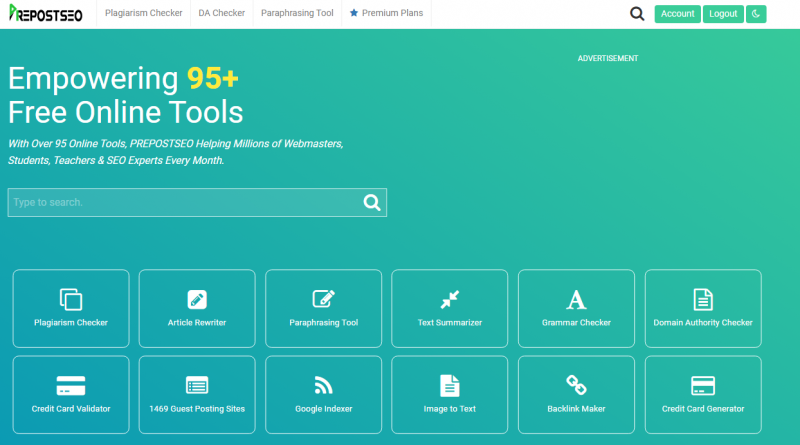 PREPOSTSEO
Plagiarism Checker
DA Checker
Paraphrasing Tool
Premium Plans
Account
Logout
ADVERTISEMENT
Empowering 95+
Free Online Tools
With Over 95 Online Tools, PREPOSTSEO Helping Millions of Webmasters,
Students, Teachers & SEO Experts Every Month.
Type to search.
Plagiarism Checker
Article Rewriter
Paraphrasing Tool
Text Summarizer
Grammar Checker
Domain Authority Checker
Credit Card Validator
1469 Guest Posting Sites
Google Indexer
Image to Text
Backlink Maker
Credit Card Generator